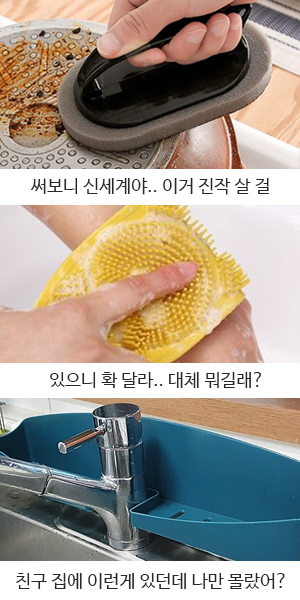 써보니 신세계야.. 이거 진작 살 걸
있으니 확 달라.. 대체 뭐길래?
친구 집에 이런게 있던데 나만 몰랐어?